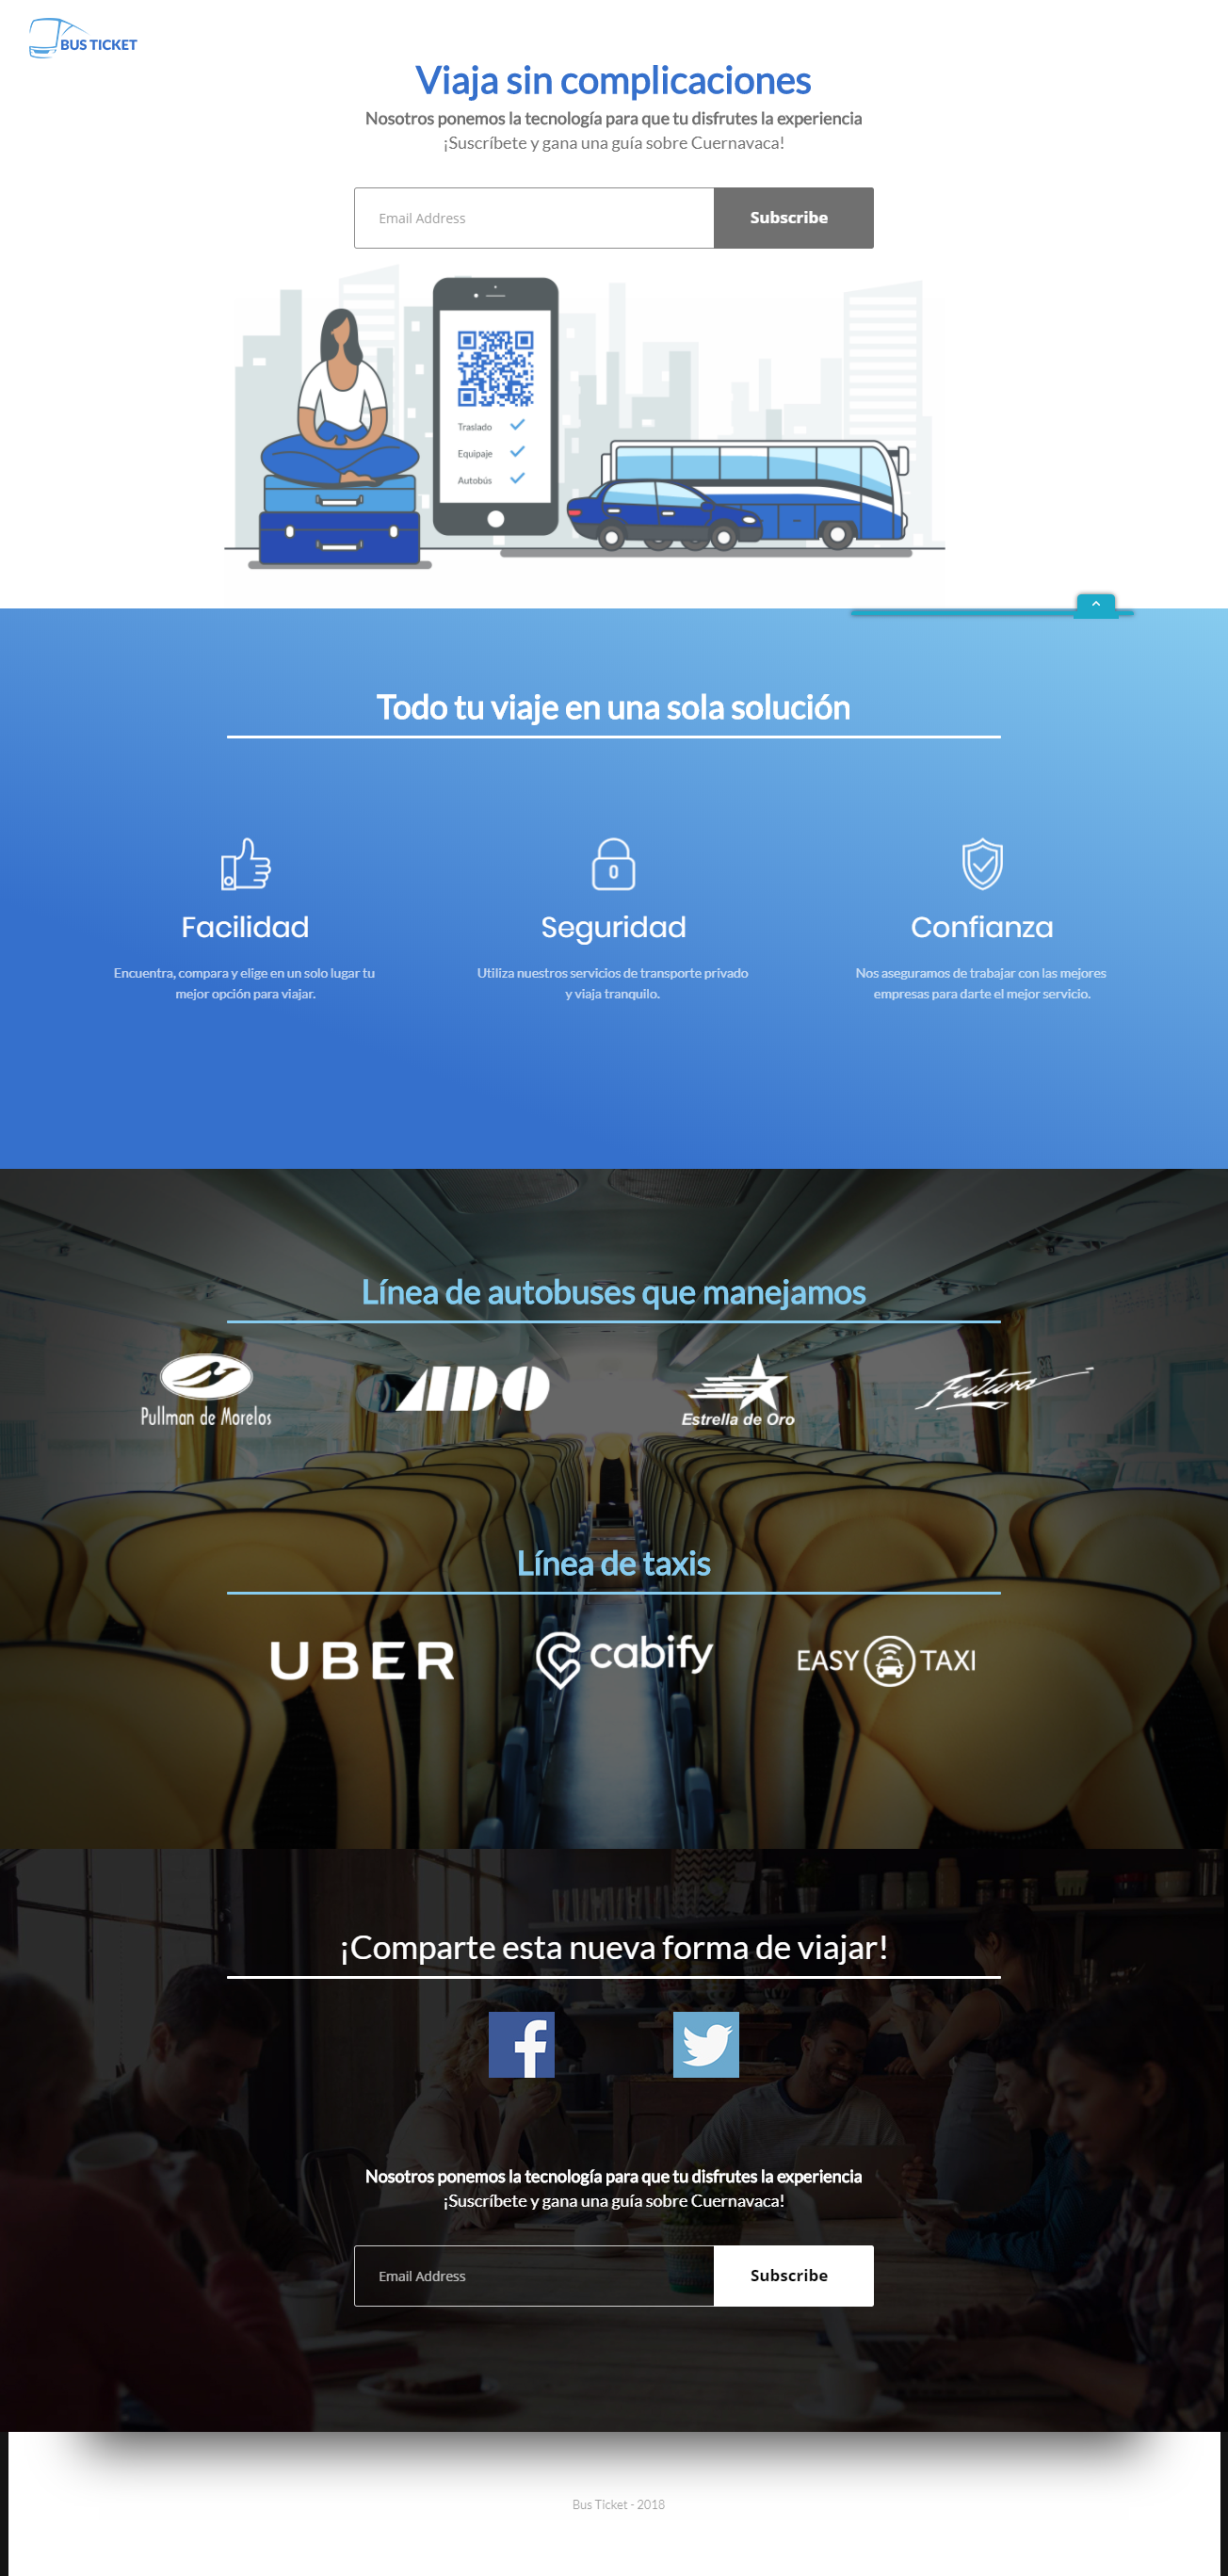 BUS TICKET
Viaja sin complicaciones
Nosotros ponemos la tecnología para que tu disfrutes la experiencia
¡Suscríbete y gana una guía sobre Cuernavaca!
Email Address
Subscribe
Traslado
Equipaje
Autobús
Todo tu viaje en una sola solución
Facilidad
Encuentra, compara y elige en un solo lugar tu
mejor opción para viajar.
Seguridad
Utiliza nuestros servicios de transporte privado
y viaja tranquilo.
Confianza
Nos aseguramos de trabajar con las mejores
empresas para darte el mejor servicio.
Línea de autobuses que manejamos
Pullman de Morelos
ADO
Estrella de Oro
Futura
Línea de taxis
UBER
cabify
EASY TAXI
¡Comparte esta nueva forma de viajar!
Nosotros ponemos la tecnología para que tu disfrutes la experiencia
¡Suscríbete y gana una guía sobre Cuernavaca!
Email Address
Subscribe
Bus Ticket - 2018